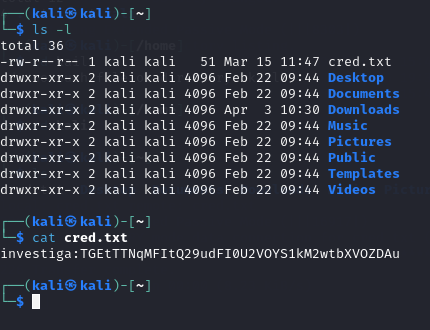 ┌──(kali㉿kali)-[~]
└─$ ls -l
total 36
-rw-r--r-- 1 kali kali   51 Mar 15 11:47 cred.txt
drwxr-xr-x 2 kali kali 4096 Feb 22 09:44 Desktop
drwxr-xr-x 2 kali kali 4096 Feb 22 09:44 Documents
drwxr-xr-x 2 kali kali 4096 Apr  3 10:30 Downloads
drwxr-xr-x 2 kali kali 4096 Feb 22 09:44 Music
drwxr-xr-x 2 kali kali 4096 Feb 22 09:44 Pictures
drwxr-xr-x 2 kali kali 4096 Feb 22 09:44 Public
drwxr-xr-x 2 kali kali 4096 Feb 22 09:44 Templates
drwxr-xr-x 2 kali kali 4096 Feb 22 09:44 Videos
┌──(kali㉿kali)-[~]
└─$ cat cred.txt
investiga:TGEtTTNqMFItQ29udFI0U2VOYS1kM2wtbXVOZDAu
┌──(kali㉿kali)-[~]
└─$